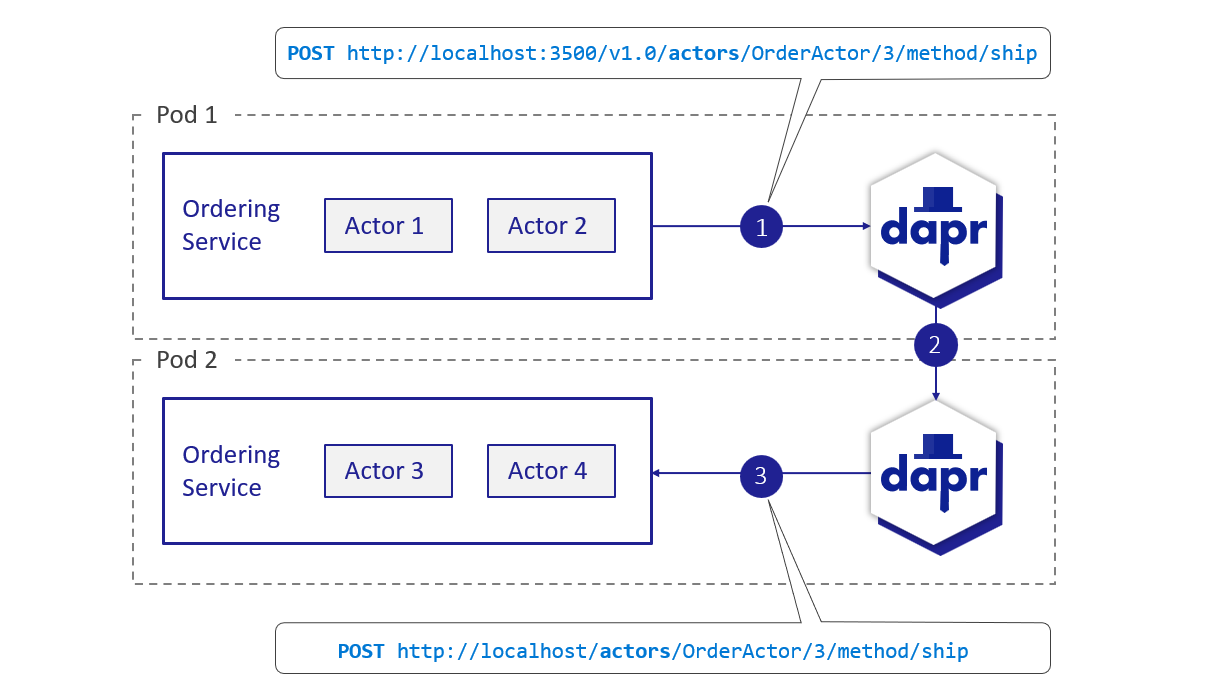 POST http://localhost:3500/v1.0/actors/OrderActor/3/method/ship
Pod 1
Ordering
Service
Actor 1
Actor 2
1
dapr
2
Pod 2
Ordering
Service
Actor 3
Actor 4
3
dapr
POST http://localhost/actors/OrderActor/3/method/ship